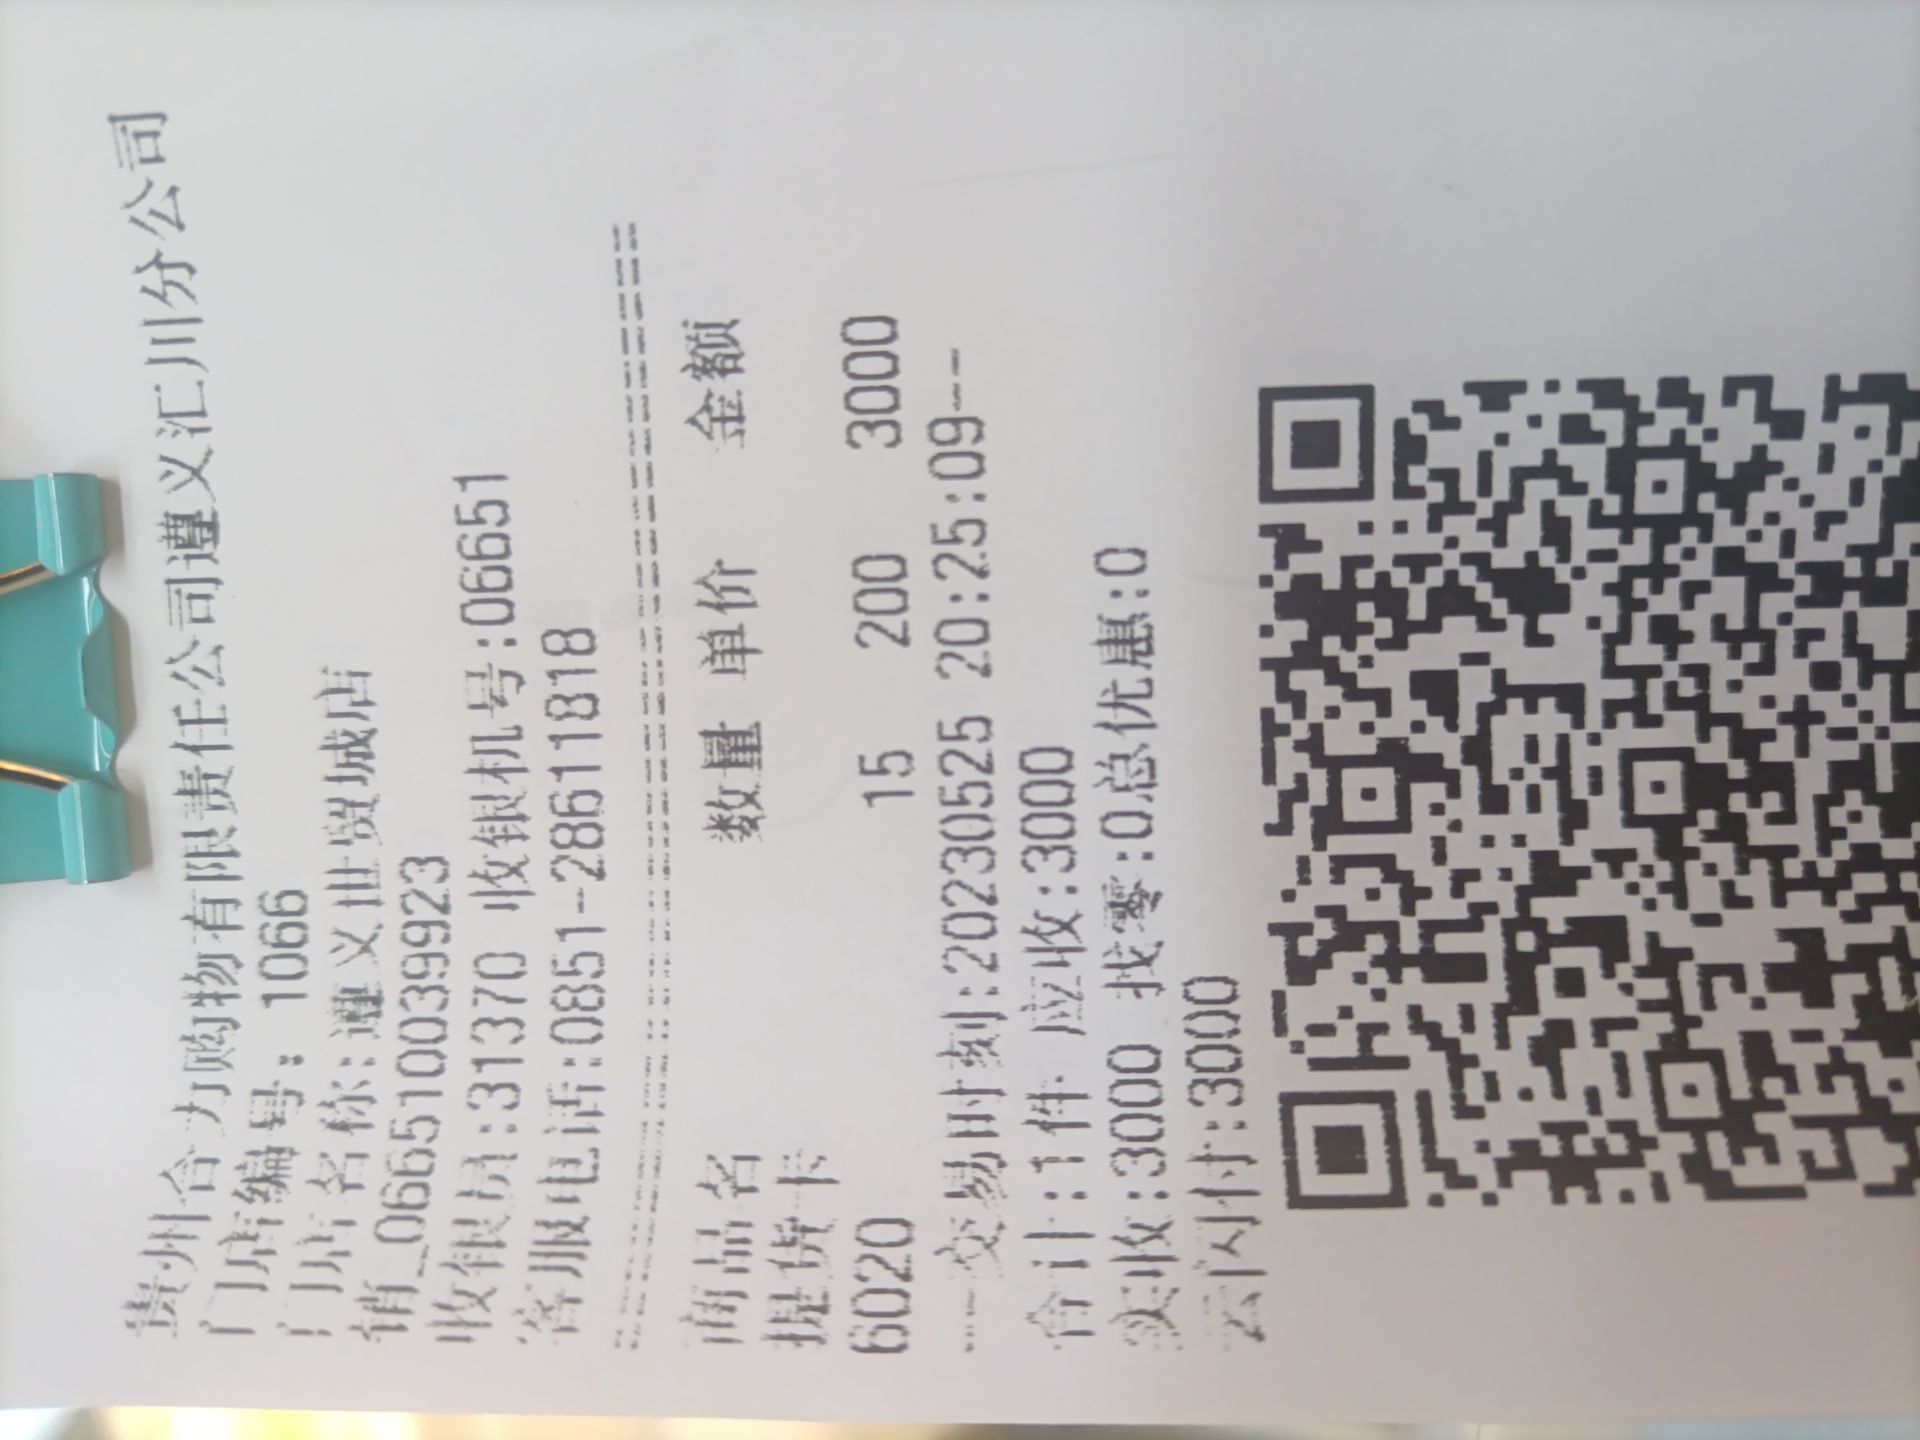 贵州合力购物有限责任公司遵义汇川分公司
门店编号: 1066
门店名称:遵义世贸城店
销_066510039923
收银员:31370 收银机号:06651
客服电话:0851-28611818
================================
商品名 数量 单价 金额
提货卡
6020 15 200 3000
--交易时刻:20230525 20:25:09--
合计:1件 应收:3000
实收:3000 找零:0总优惠:0
云闪付:3000